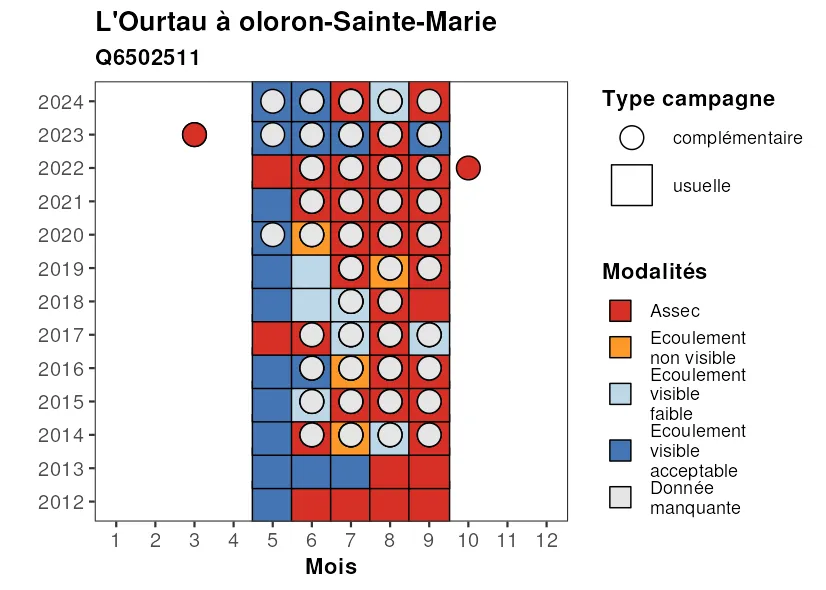 L'Ourtau à oloron-Sainte-Marie
Q6502511
2024
2023
2022
2021
2020
2019
2018
2017
2016
2015
2014
2013
2012
1 2 3 4 5 6 7 8 9 10 11 12
Mois
Type campagne
complémentaire
usuelle
Modalités
Assec
Ecoulement
non visible
Ecoulement
visible
faible
Ecoulement
visible
acceptable
Donnée
manquante